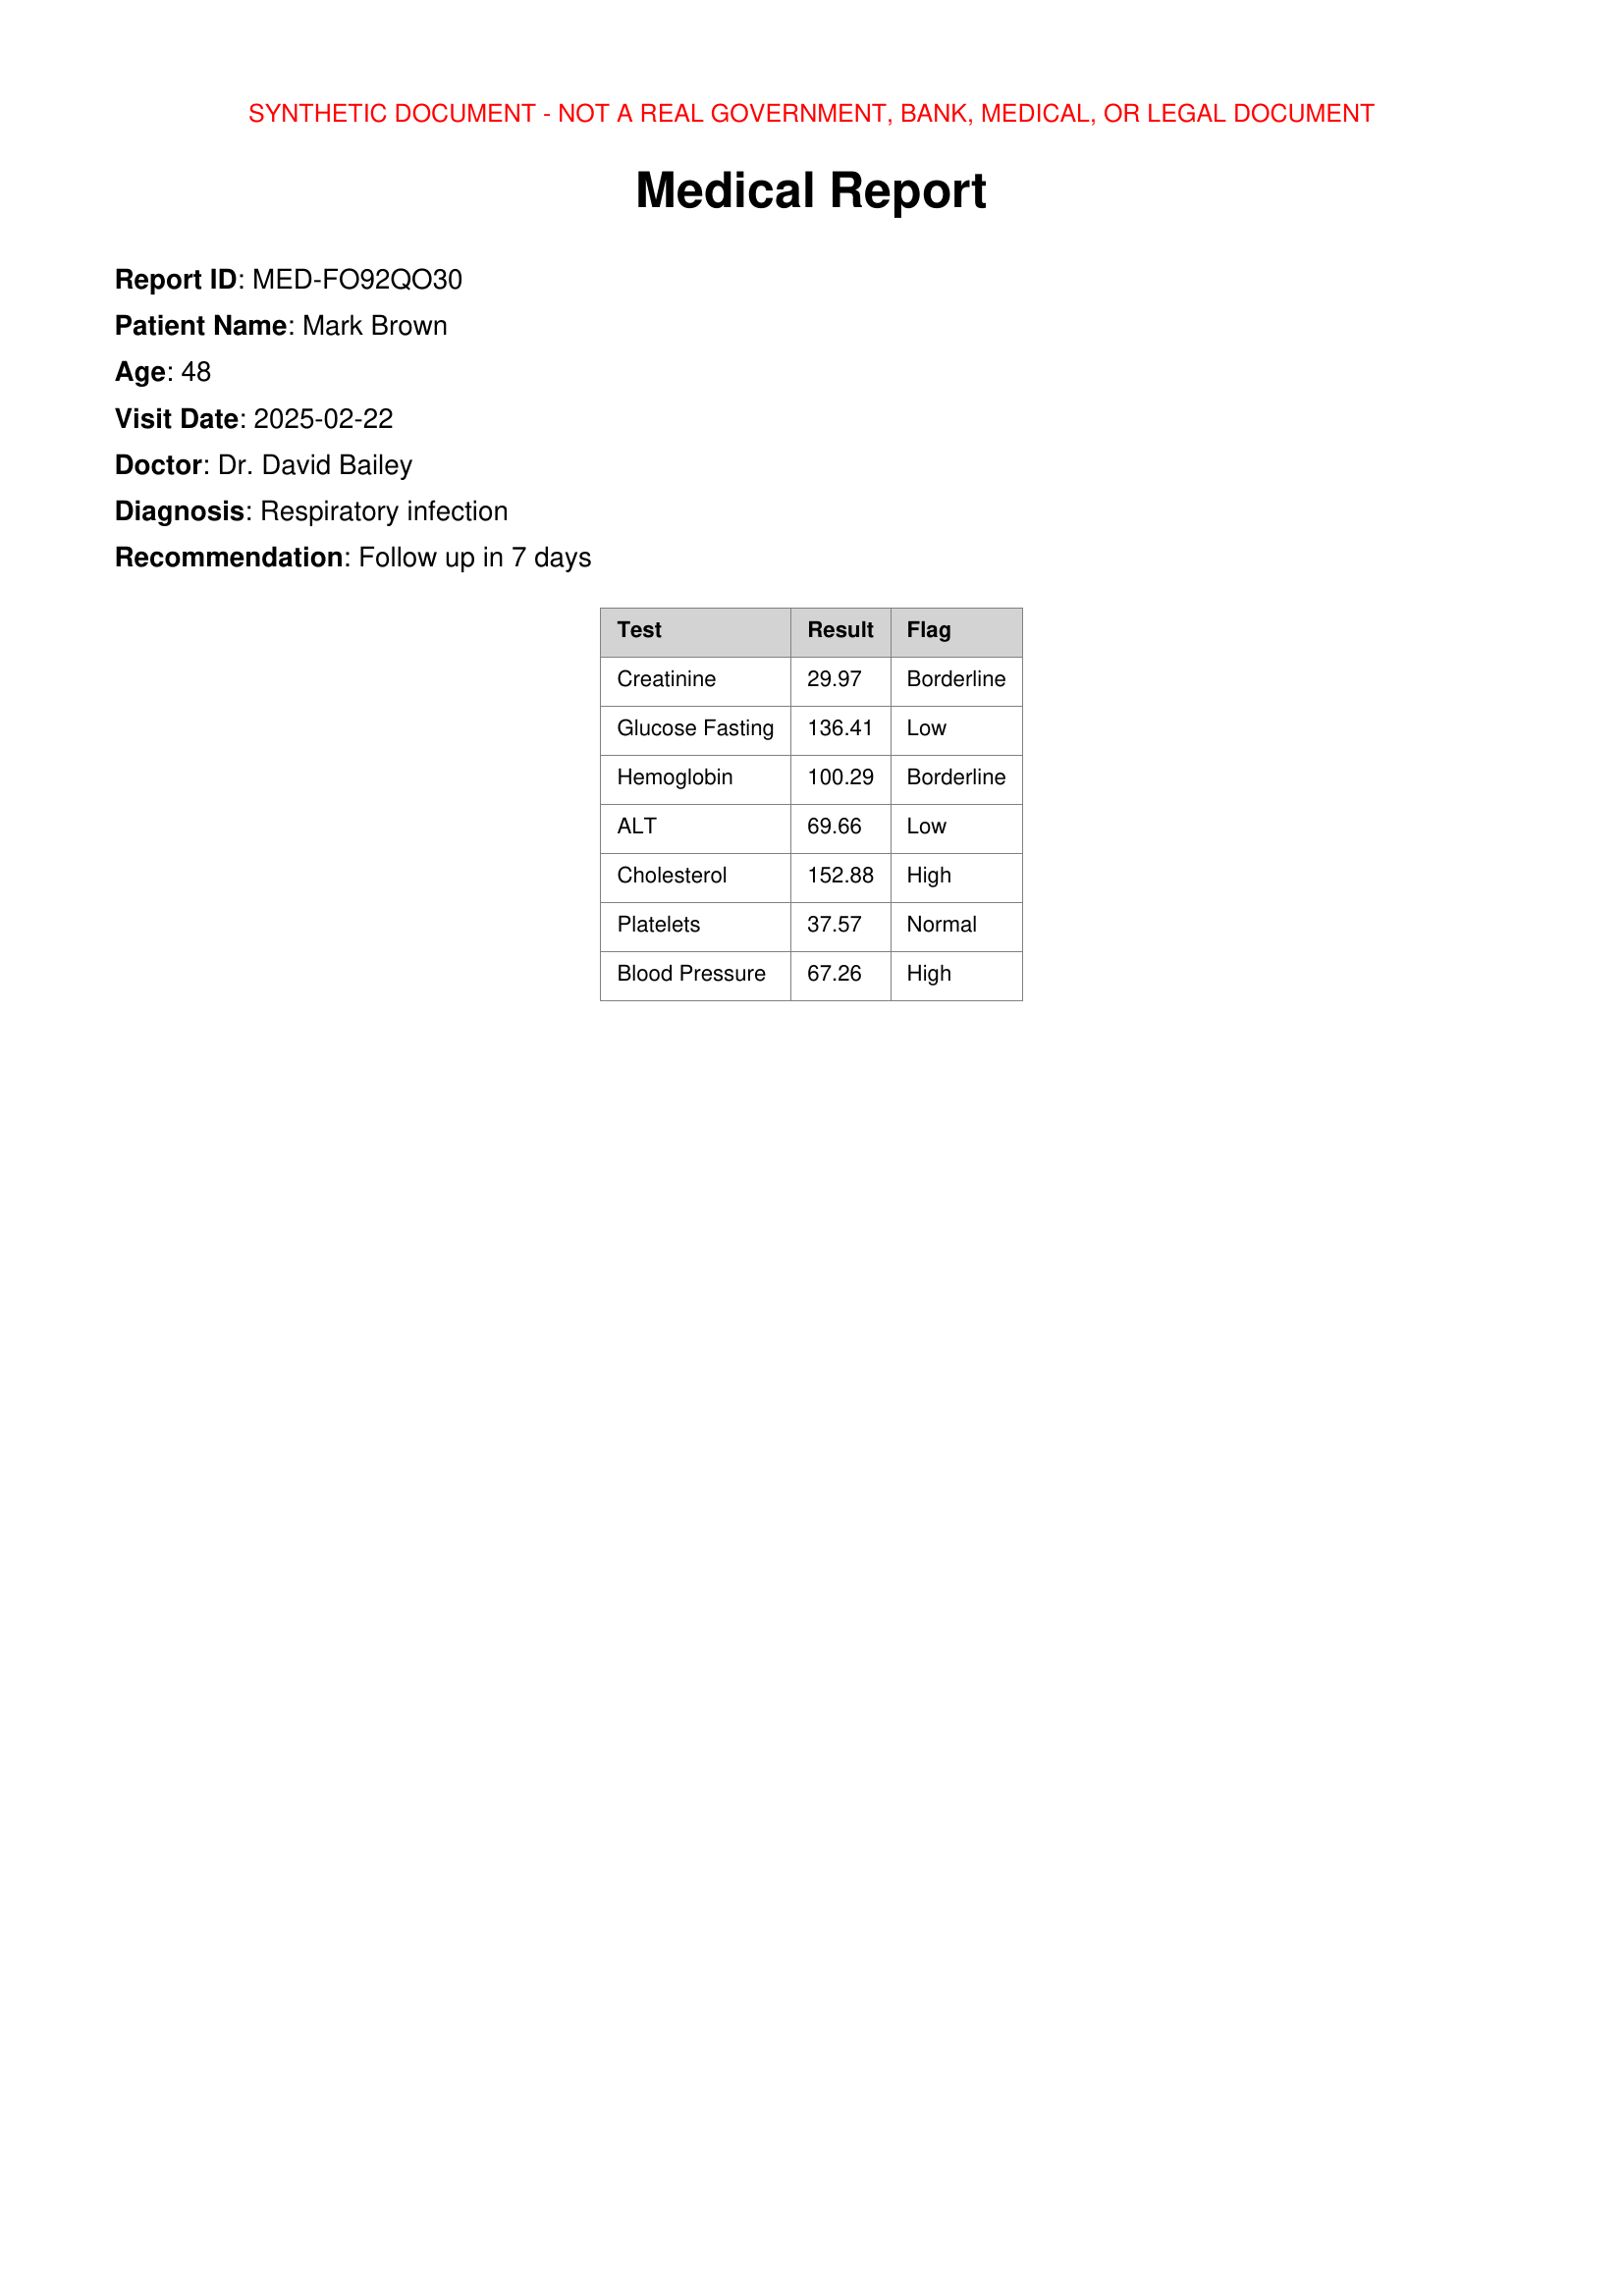 SYNTHETIC DOCUMENT - NOT A REAL GOVERNMENT, BANK, MEDICAL, OR LEGAL DOCUMENT
Medical Report
Report ID: MED-FO92QO30
Patient Name: Mark Brown
Age: 48
Visit Date: 2025-02-22
Doctor: Dr. David Bailey
Diagnosis: Respiratory infection
Recommendation: Follow up in 7 days
Test Result Flag
Creatinine 29.97 Borderline
Glucose Fasting 136.41 Low
Hemoglobin 100.29 Borderline
ALT 69.66 Low
Cholesterol 152.88 High
Platelets 37.57 Normal
Blood Pressure 67.26 High